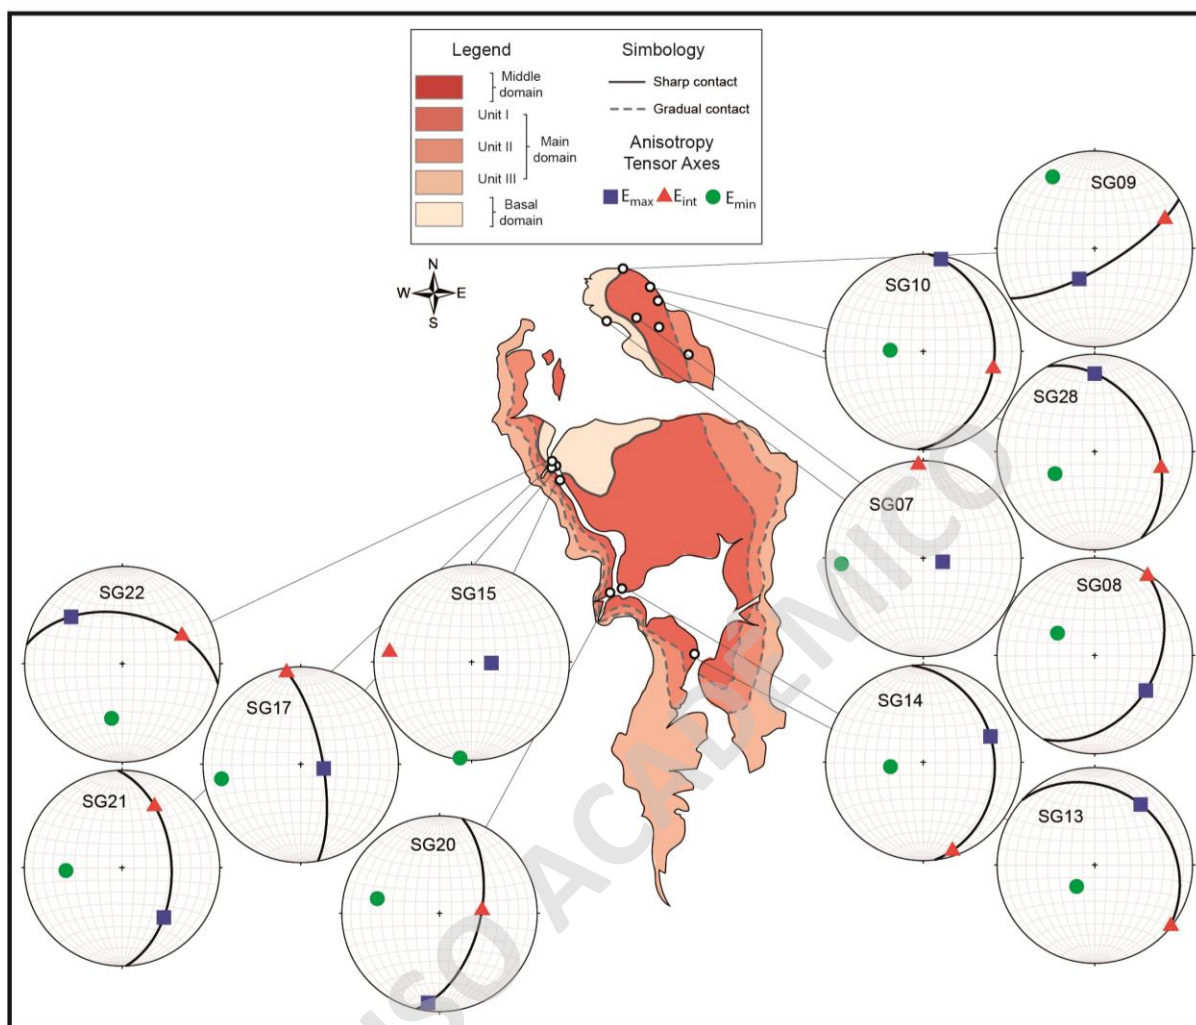 Legend
Middle
domain
Unit I
Unit II
Unit III
Main
domain
Basal
domain
Simbology
Sharp contact
Gradual contact
Anisotropy
Tensor Axes
Emax Eint Emin
N
W E
S
SG09
SG10
SG28
SG07
SG08
SG14
SG13
SG22
SG15
SG17
SG21
SG20
SO ACADEMICO